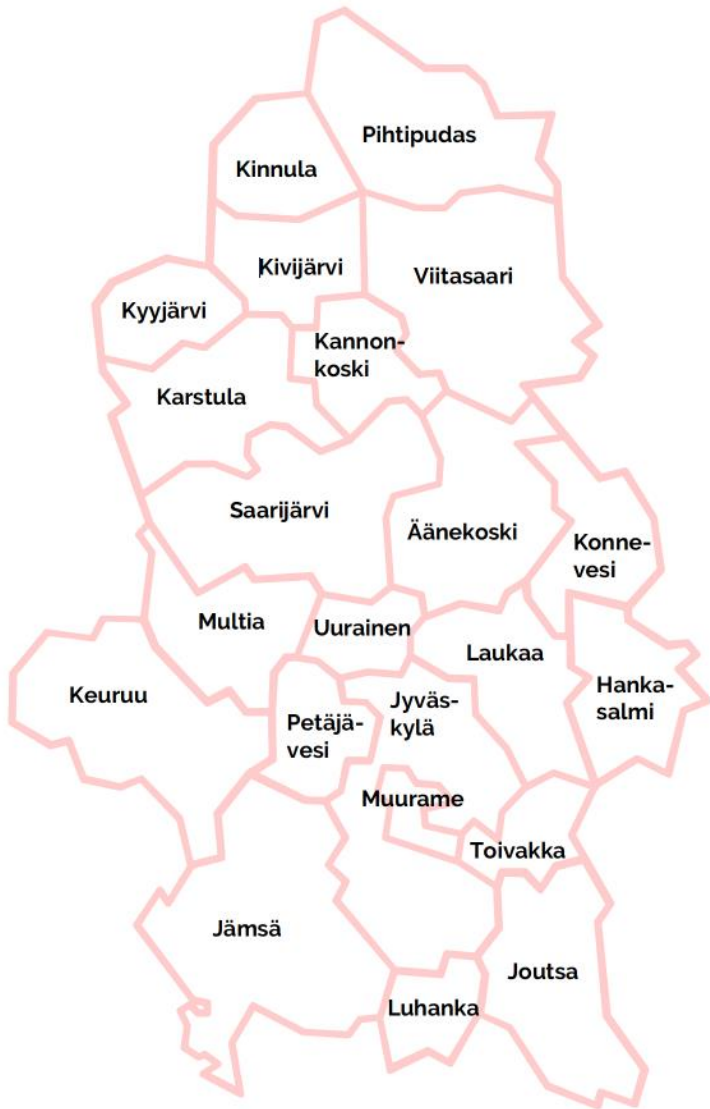 Pihtipudas
Kinnula
Kivijärvi
Viitasaari
Kyyjärvi
Kannon-
koski
Karstula
Saarijärvi
Äänekoski
Konne-
vesi
Multia
Uurainen
Laukaa
Keuruu
Petäjä-
vesi
Jyväs-
kylä
Hanka-
salmi
Muurame
Toivakka
Jämsä
Joutsa
Luhanka